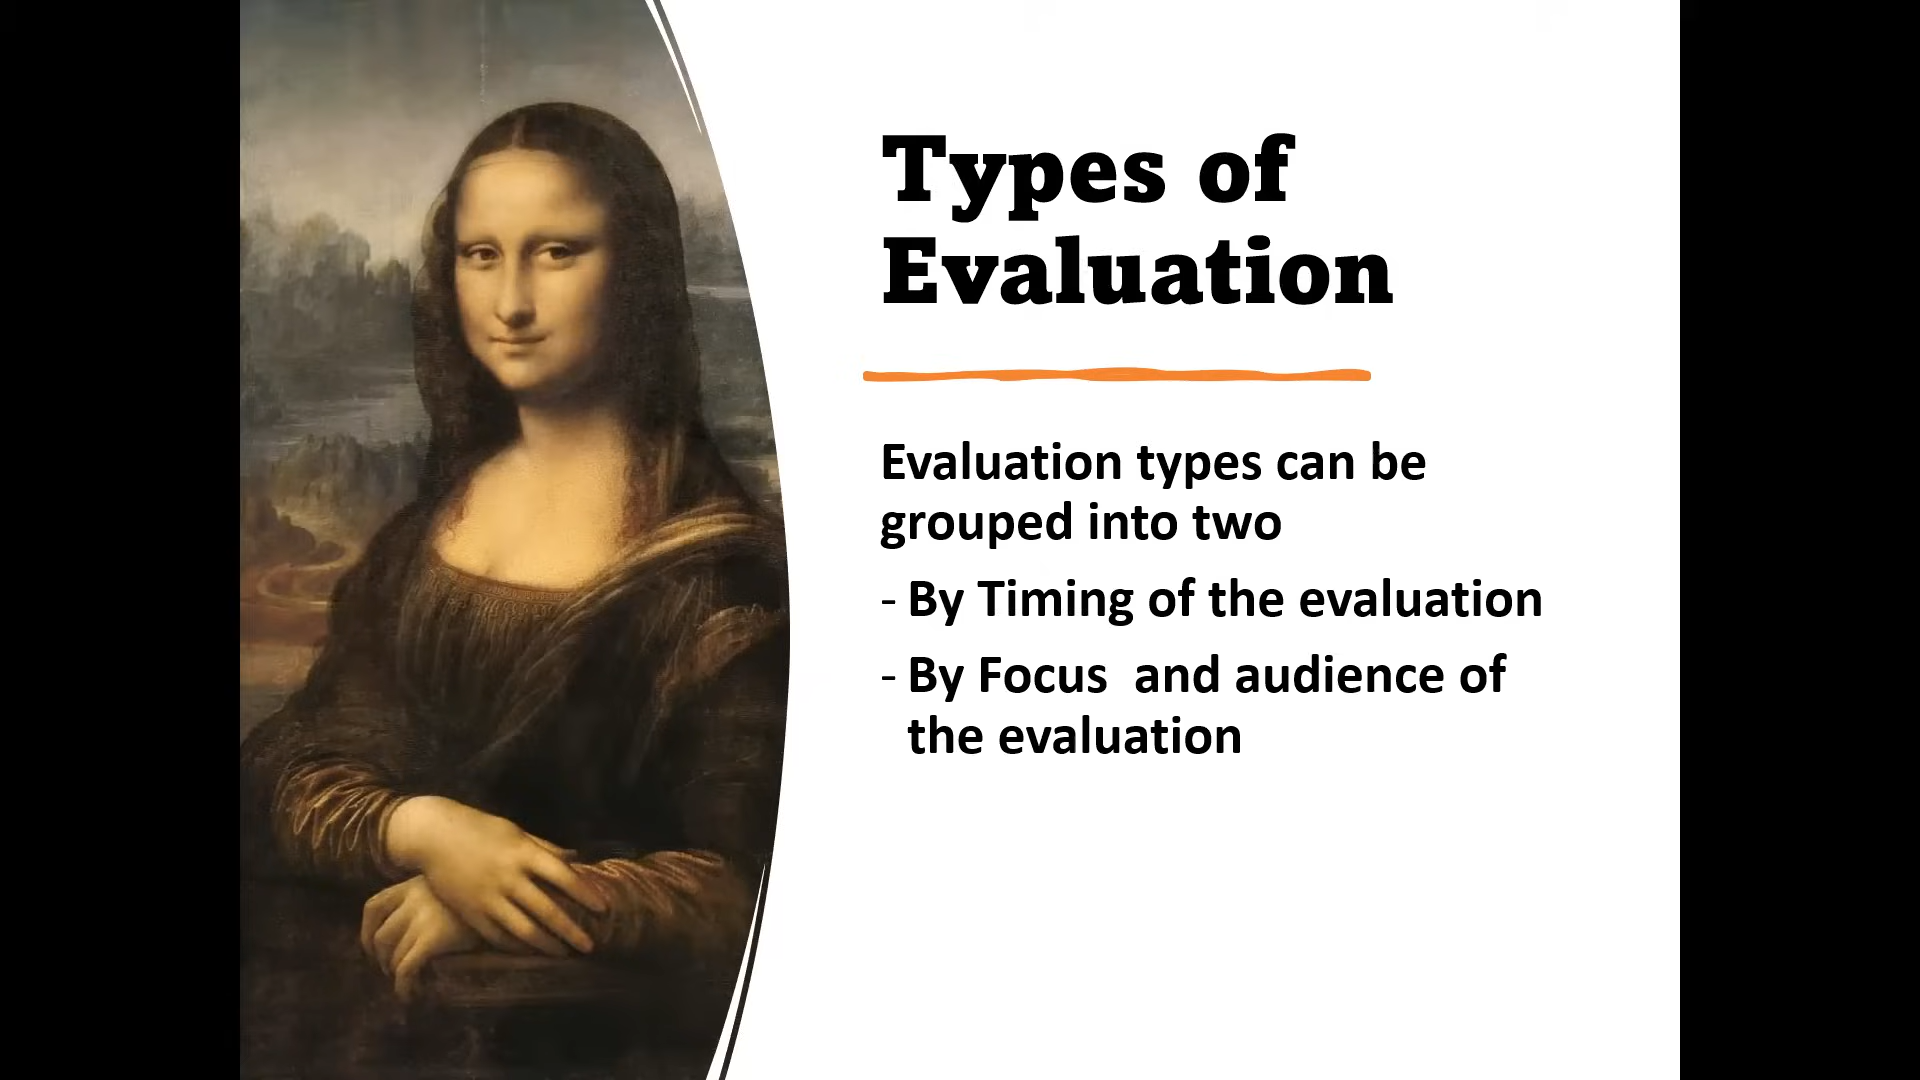 Types of
Evaluation
Evaluation types can be
grouped into two
- By Timing of the evaluation
- By Focus  and audience of
the evaluation